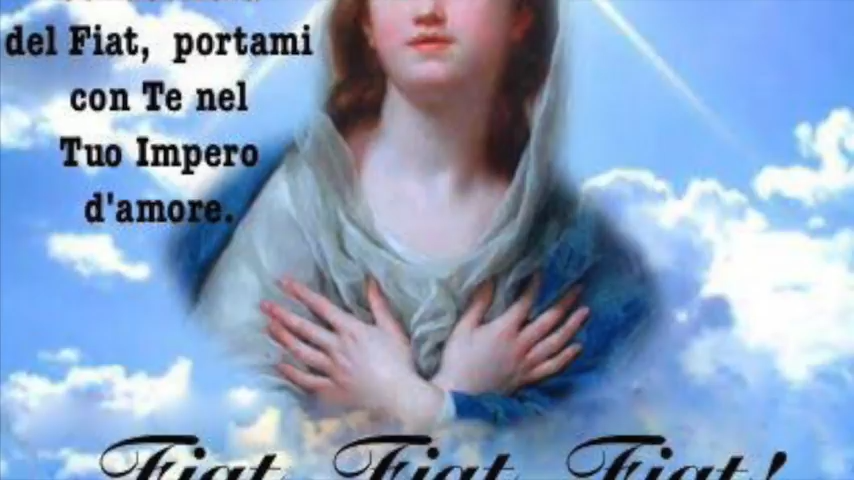 del Fiat, portami
con Te nel
Tuo Impero
d'amore.
Fiat Fiat Fiat!